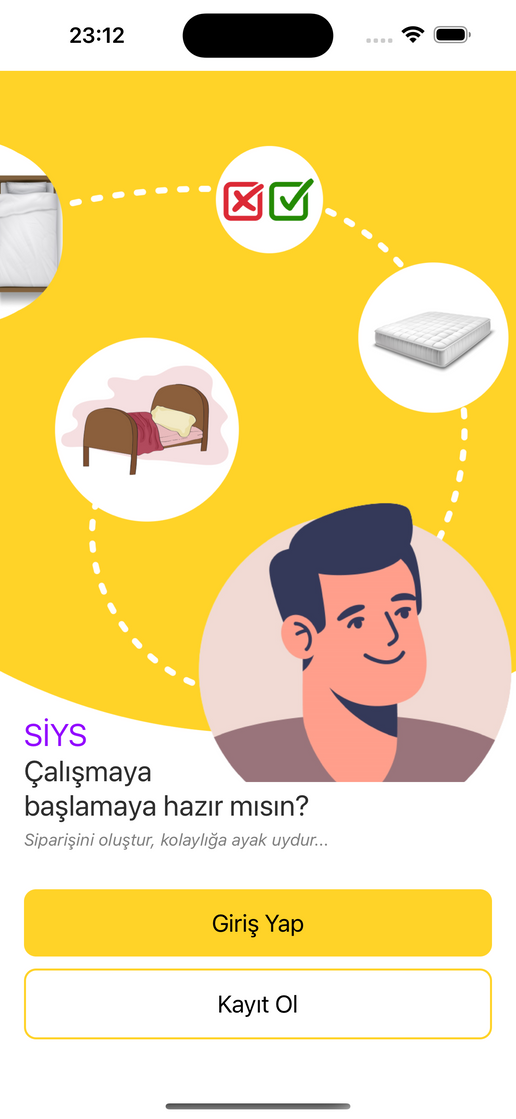 23:12
SİYS
Çalışmaya
başlamaya hazır mısın?
Siparişini oluştur, kolaylığa ayak uydur...
Giriş Yap
Kayıt Ol